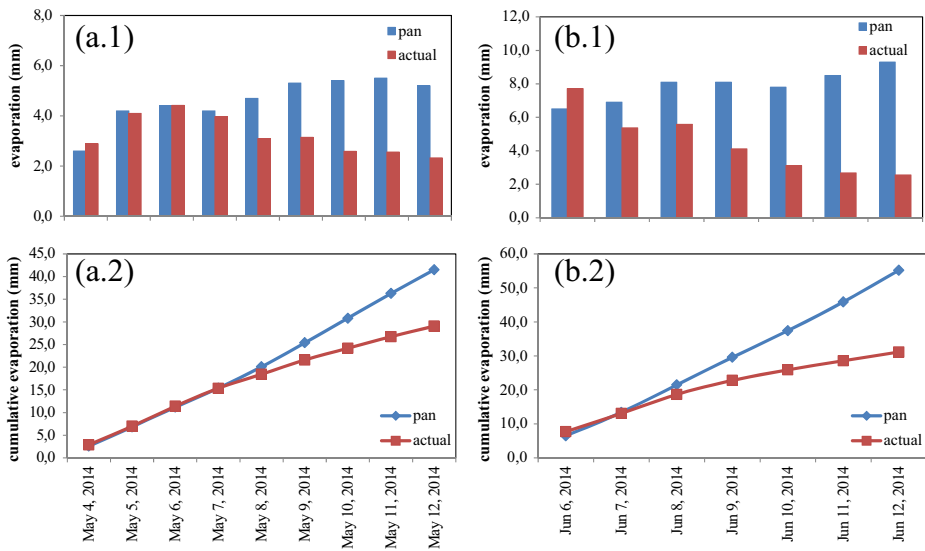 (a.1)
evaporation (mm)
8,0
6,0
4,0
2,0
0,0
pan
actual
(b.1)
evaporation (mm)
12,0
10,0
8,0
6,0
4,0
2,0
0,0
pan
actual
(a.2)
cumulative evaporation (mm)
45,0
40,0
35,0
30,0
25,0
20,0
15,0
10,0
5,0
0,0
pan
actual
May 4, 2014
May 5, 2014
May 6, 2014
May 7, 2014
May 8, 2014
May 9, 2014
May 10, 2014
May 11, 2014
May 12, 2014
(b.2)
cumulative evaporation (mm)
60,0
50,0
40,0
30,0
20,0
10,0
0,0
pan
actual
Jun 6, 2014
Jun 7, 2014
Jun 8, 2014
Jun 9, 2014
Jun 10, 2014
Jun 11, 2014
Jun 12, 2014